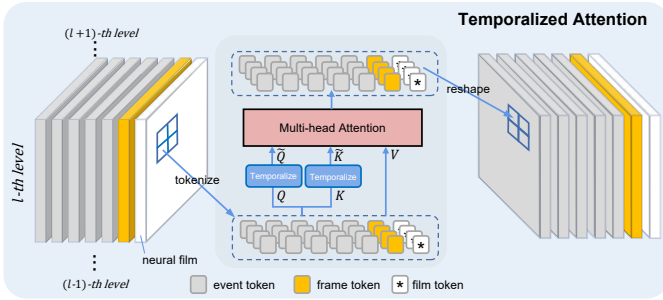 Temporalized Attention
(l+1)-th level
l-th level
reshape
Multi-head Attention
Q̃
K̃
V
tokenize
Temporalize
Temporalize
Q
K
neural film
(l-1)-th level
event token
frame token
* film token